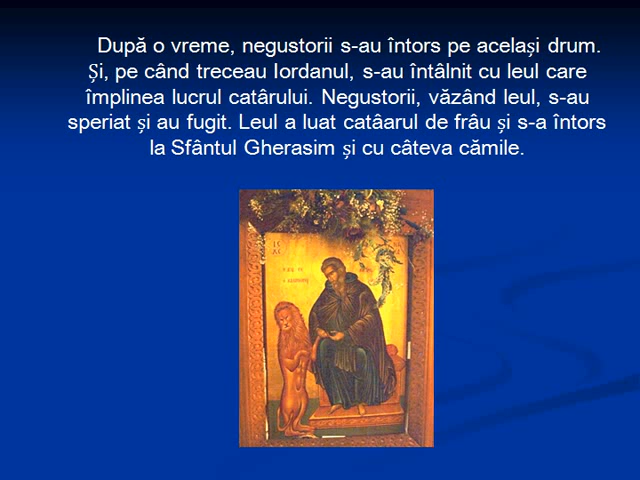 După o vreme, negustorii s-au întors pe același drum.
Și, pe când treceau Iordanul, s-au întâlnit cu leul care
împlinea lucrul catârului. Negustorii, văzând leul, s-au
speriat și au fugit. Leul a luat catâarul de frâu și s-a întors
la Sfântul Gherasim și cu câteva cămile.